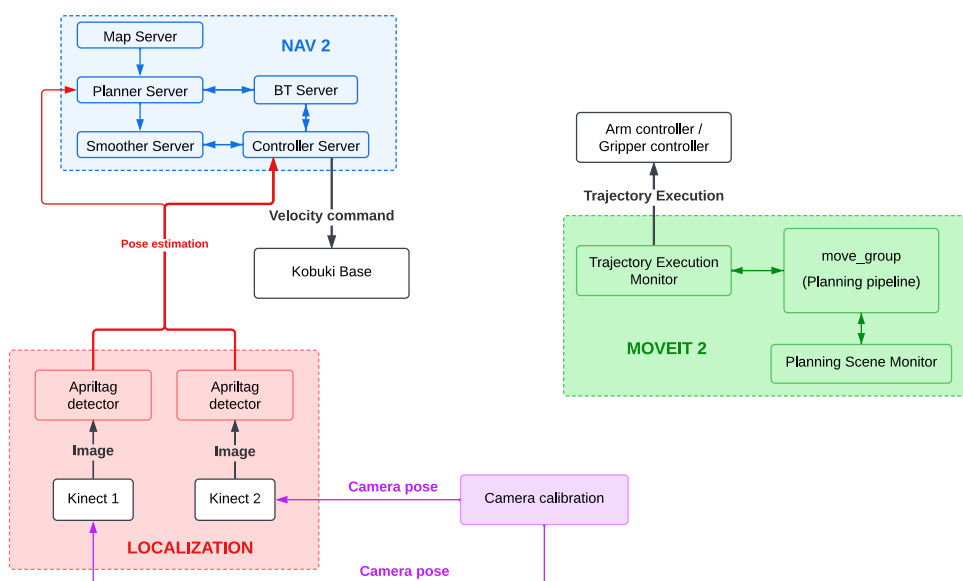 Map Server
NAV 2
Planner Server
BT Server
Smoother Server
Controller Server
Velocity command
Pose estimation
Kobuki Base
Arm controller /
Gripper controller
Trajectory Execution
Trajectory Execution
Monitor
move_group
(Planning pipeline)
MOVEIT 2
Planning Scene Monitor
Apriltag
detector
Apriltag
detector
Image
Image
Kinect 1
Kinect 2
LOCALIZATION
Camera pose
Camera calibration
Camera pose